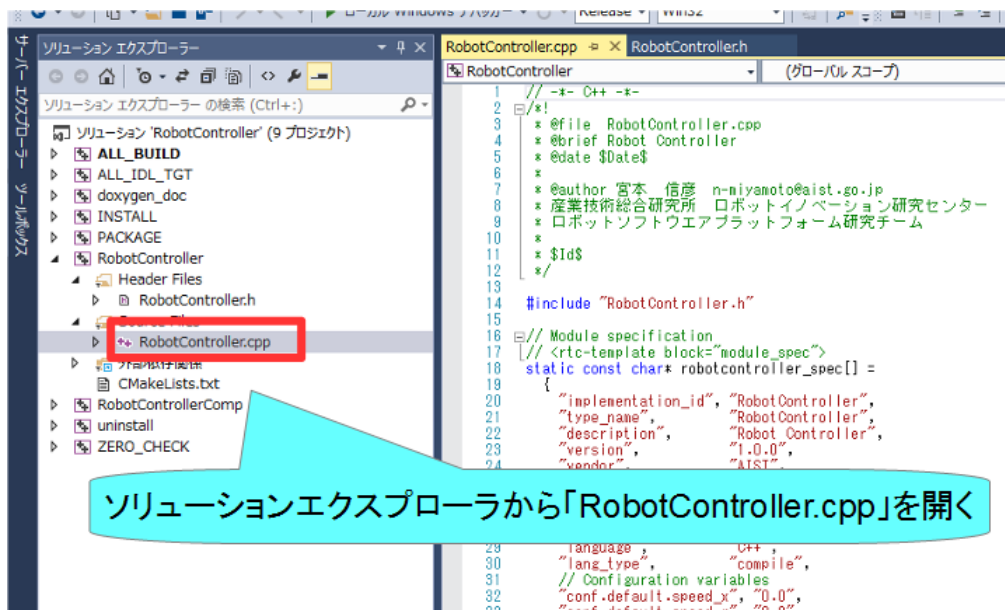 ローカル Windows デバッガー
Release
Win32
サーバー エクスプローラー
ツールボックス
ソリューション エクスプローラー
ソリューション エクスプローラー の検索 (Ctrl+:)
ソリューション 'RobotController' (9 プロジェクト)
ALL_BUILD
ALL_IDL_TGT
doxygen_doc
INSTALL
PACKAGE
RobotController
Header Files
RobotController.h
Source Files
RobotController.cpp
外部依存関係
CMakeLists.txt
RobotControllerComp
uninstall
ZERO_CHECK
RobotController.cpp RobotController.h
RobotController (グローバル スコープ)
1 // -*- C++ -*-
2 /*!
3 * @file RobotController.cpp
4 * @brief Robot Controller
5 * @date $Date$
6 *
7 * @author 宮本 信彦 n-miyamoto@aist.go.jp
8 * 産業技術総合研究所 ロボットイノベーション研究センター
9 * ロボットソフトウエアプラットフォーム研究チーム
10 *
11 * $Id$
12 */
13
14 #include "RobotController.h"
15
16 // Module specification
17 // <rtc-template block="module_spec">
18 static const char* robotcontroller_spec[] =
19 {
20 "implementation_id", "RobotController",
21 "type_name", "RobotController",
22 "description", "Robot Controller",
23 "version", "1.0.0",
24 "vendor", "AIST",
ソリューションエクスプローラから「RobotController.cpp」を開く
29 "language", "C++",
30 "lang_type", "compile",
31 // Configuration variables
32 "conf.default.speed_x", "0.0",